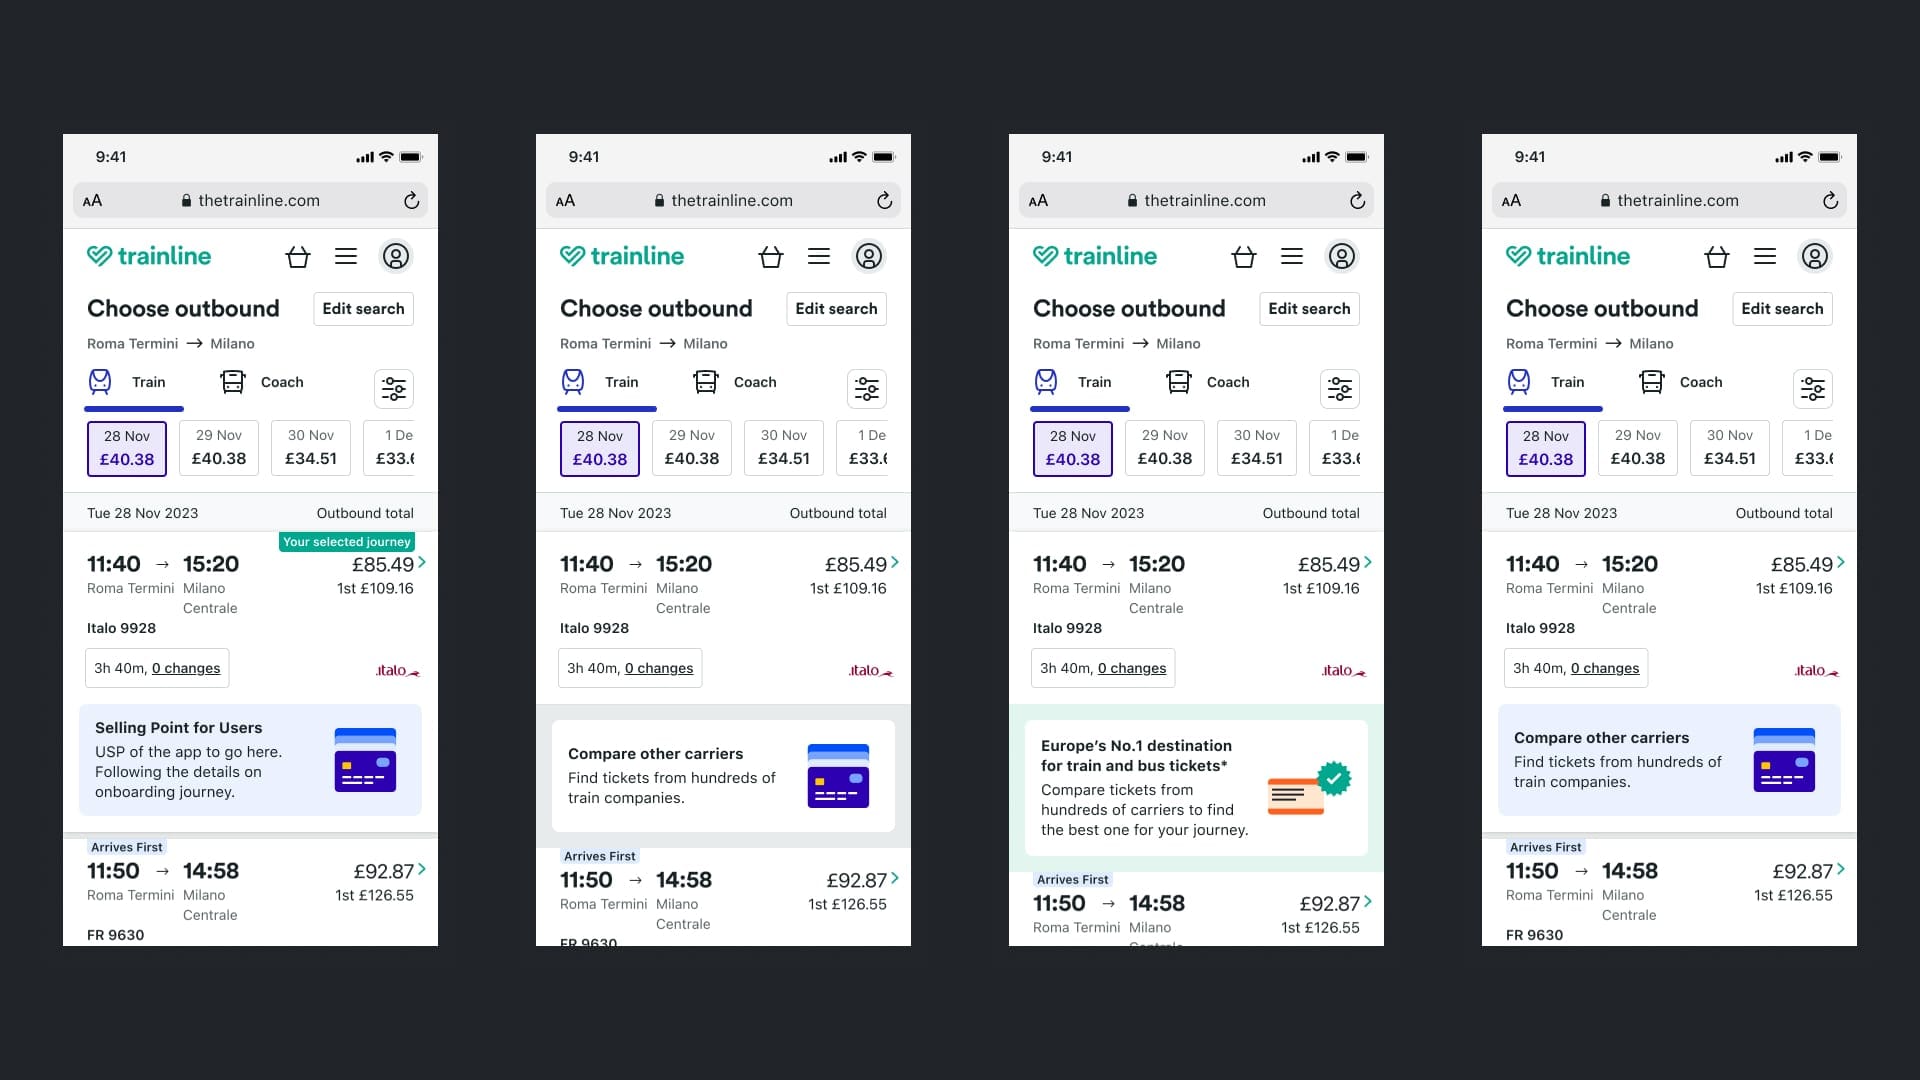 9:41
AA thetrainline.com
trainline
Choose outbound Edit search
Roma Termini → Milano
Train Coach
28 Nov 29 Nov 30 Nov 1 De
£40.38 £40.38 £34.51 £33.6
Tue 28 Nov 2023 Outbound total
Your selected journey
11:40 → 15:20 £85.49
Roma Termini Milano 1st £109.16
Centrale
Italo 9928
3h 40m, 0 changes italo
Selling Point for Users
USP of the app to go here.
Following the details on
onboarding journey.
Arrives First
11:50 → 14:58 £92.87
Roma Termini Milano 1st £126.55
Centrale
FR 9630
9:41
AA thetrainline.com
trainline
Choose outbound Edit search
Roma Termini → Milano
Train Coach
28 Nov 29 Nov 30 Nov 1 De
£40.38 £40.38 £34.51 £33.6
Tue 28 Nov 2023 Outbound total
11:40 → 15:20 £85.49
Roma Termini Milano 1st £109.16
Centrale
Italo 9928
3h 40m, 0 changes italo
Compare other carriers
Find tickets from hundreds of
train companies.
Arrives First
11:50 → 14:58 £92.87
Roma Termini Milano 1st £126.55
Centrale
FR 9630
9:41
AA thetrainline.com
trainline
Choose outbound Edit search
Roma Termini → Milano
Train Coach
28 Nov 29 Nov 30 Nov 1 De
£40.38 £40.38 £34.51 £33.6
Tue 28 Nov 2023 Outbound total
11:40 → 15:20 £85.49
Roma Termini Milano 1st £109.16
Centrale
Italo 9928
3h 40m, 0 changes italo
Europe's No.1 destination
for train and bus tickets*
Compare tickets from
hundreds of carriers to find
the best one for your journey.
Arrives First
11:50 → 14:58 £92.87
Roma Termini Milano 1st £126.55
9:41
AA thetrainline.com
trainline
Choose outbound Edit search
Roma Termini → Milano
Train Coach
28 Nov 29 Nov 30 Nov 1 De
£40.38 £40.38 £34.51 £33.6
Tue 28 Nov 2023 Outbound total
11:40 → 15:20 £85.49
Roma Termini Milano 1st £109.16
Centrale
Italo 9928
3h 40m, 0 changes italo
Compare other carriers
Find tickets from hundreds of
train companies.
Arrives First
11:50 → 14:58 £92.87
Roma Termini Milano 1st £126.55
Centrale
FR 9630